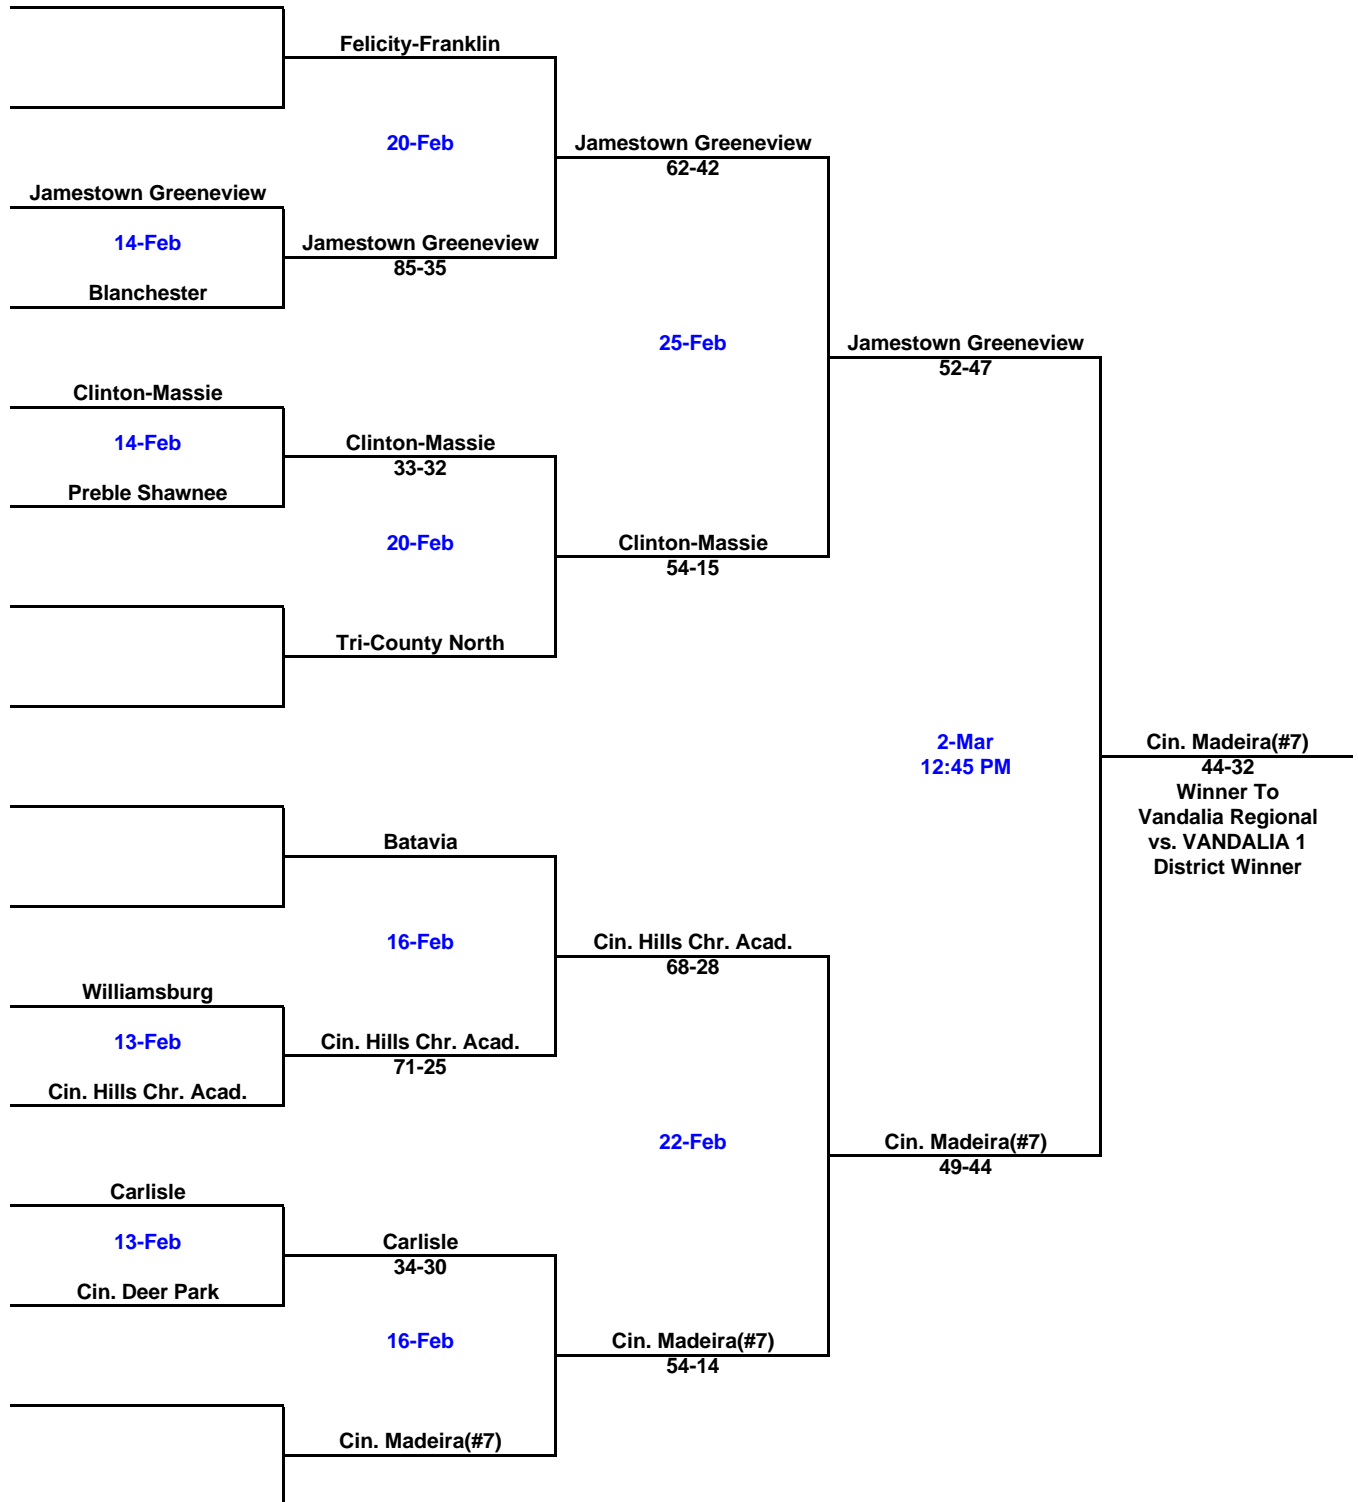 Felicity-Franklin
20-Feb
Jamestown Greeneview
62-42
Jamestown Greeneview
14-Feb
Jamestown Greeneview
85-35
Blanchester
25-Feb
Jamestown Greeneview
52-47
Clinton-Massie
14-Feb
Clinton-Massie
33-32
Preble Shawnee
20-Feb
Clinton-Massie
54-15
Tri-County North
2-Mar
12:45 PM
Cin. Madeira(#7)
44-32
Winner To
Vandalia Regional
vs. VANDALIA 1
District Winner
Batavia
16-Feb
Cin. Hills Chr. Acad.
68-28
Williamsburg
13-Feb
Cin. Hills Chr. Acad.
71-25
Cin. Hills Chr. Acad.
22-Feb
Cin. Madeira(#7)
49-44
Carlisle
13-Feb
Carlisle
34-30
Cin. Deer Park
16-Feb
Cin. Madeira(#7)
54-14
Cin. Madeira(#7)